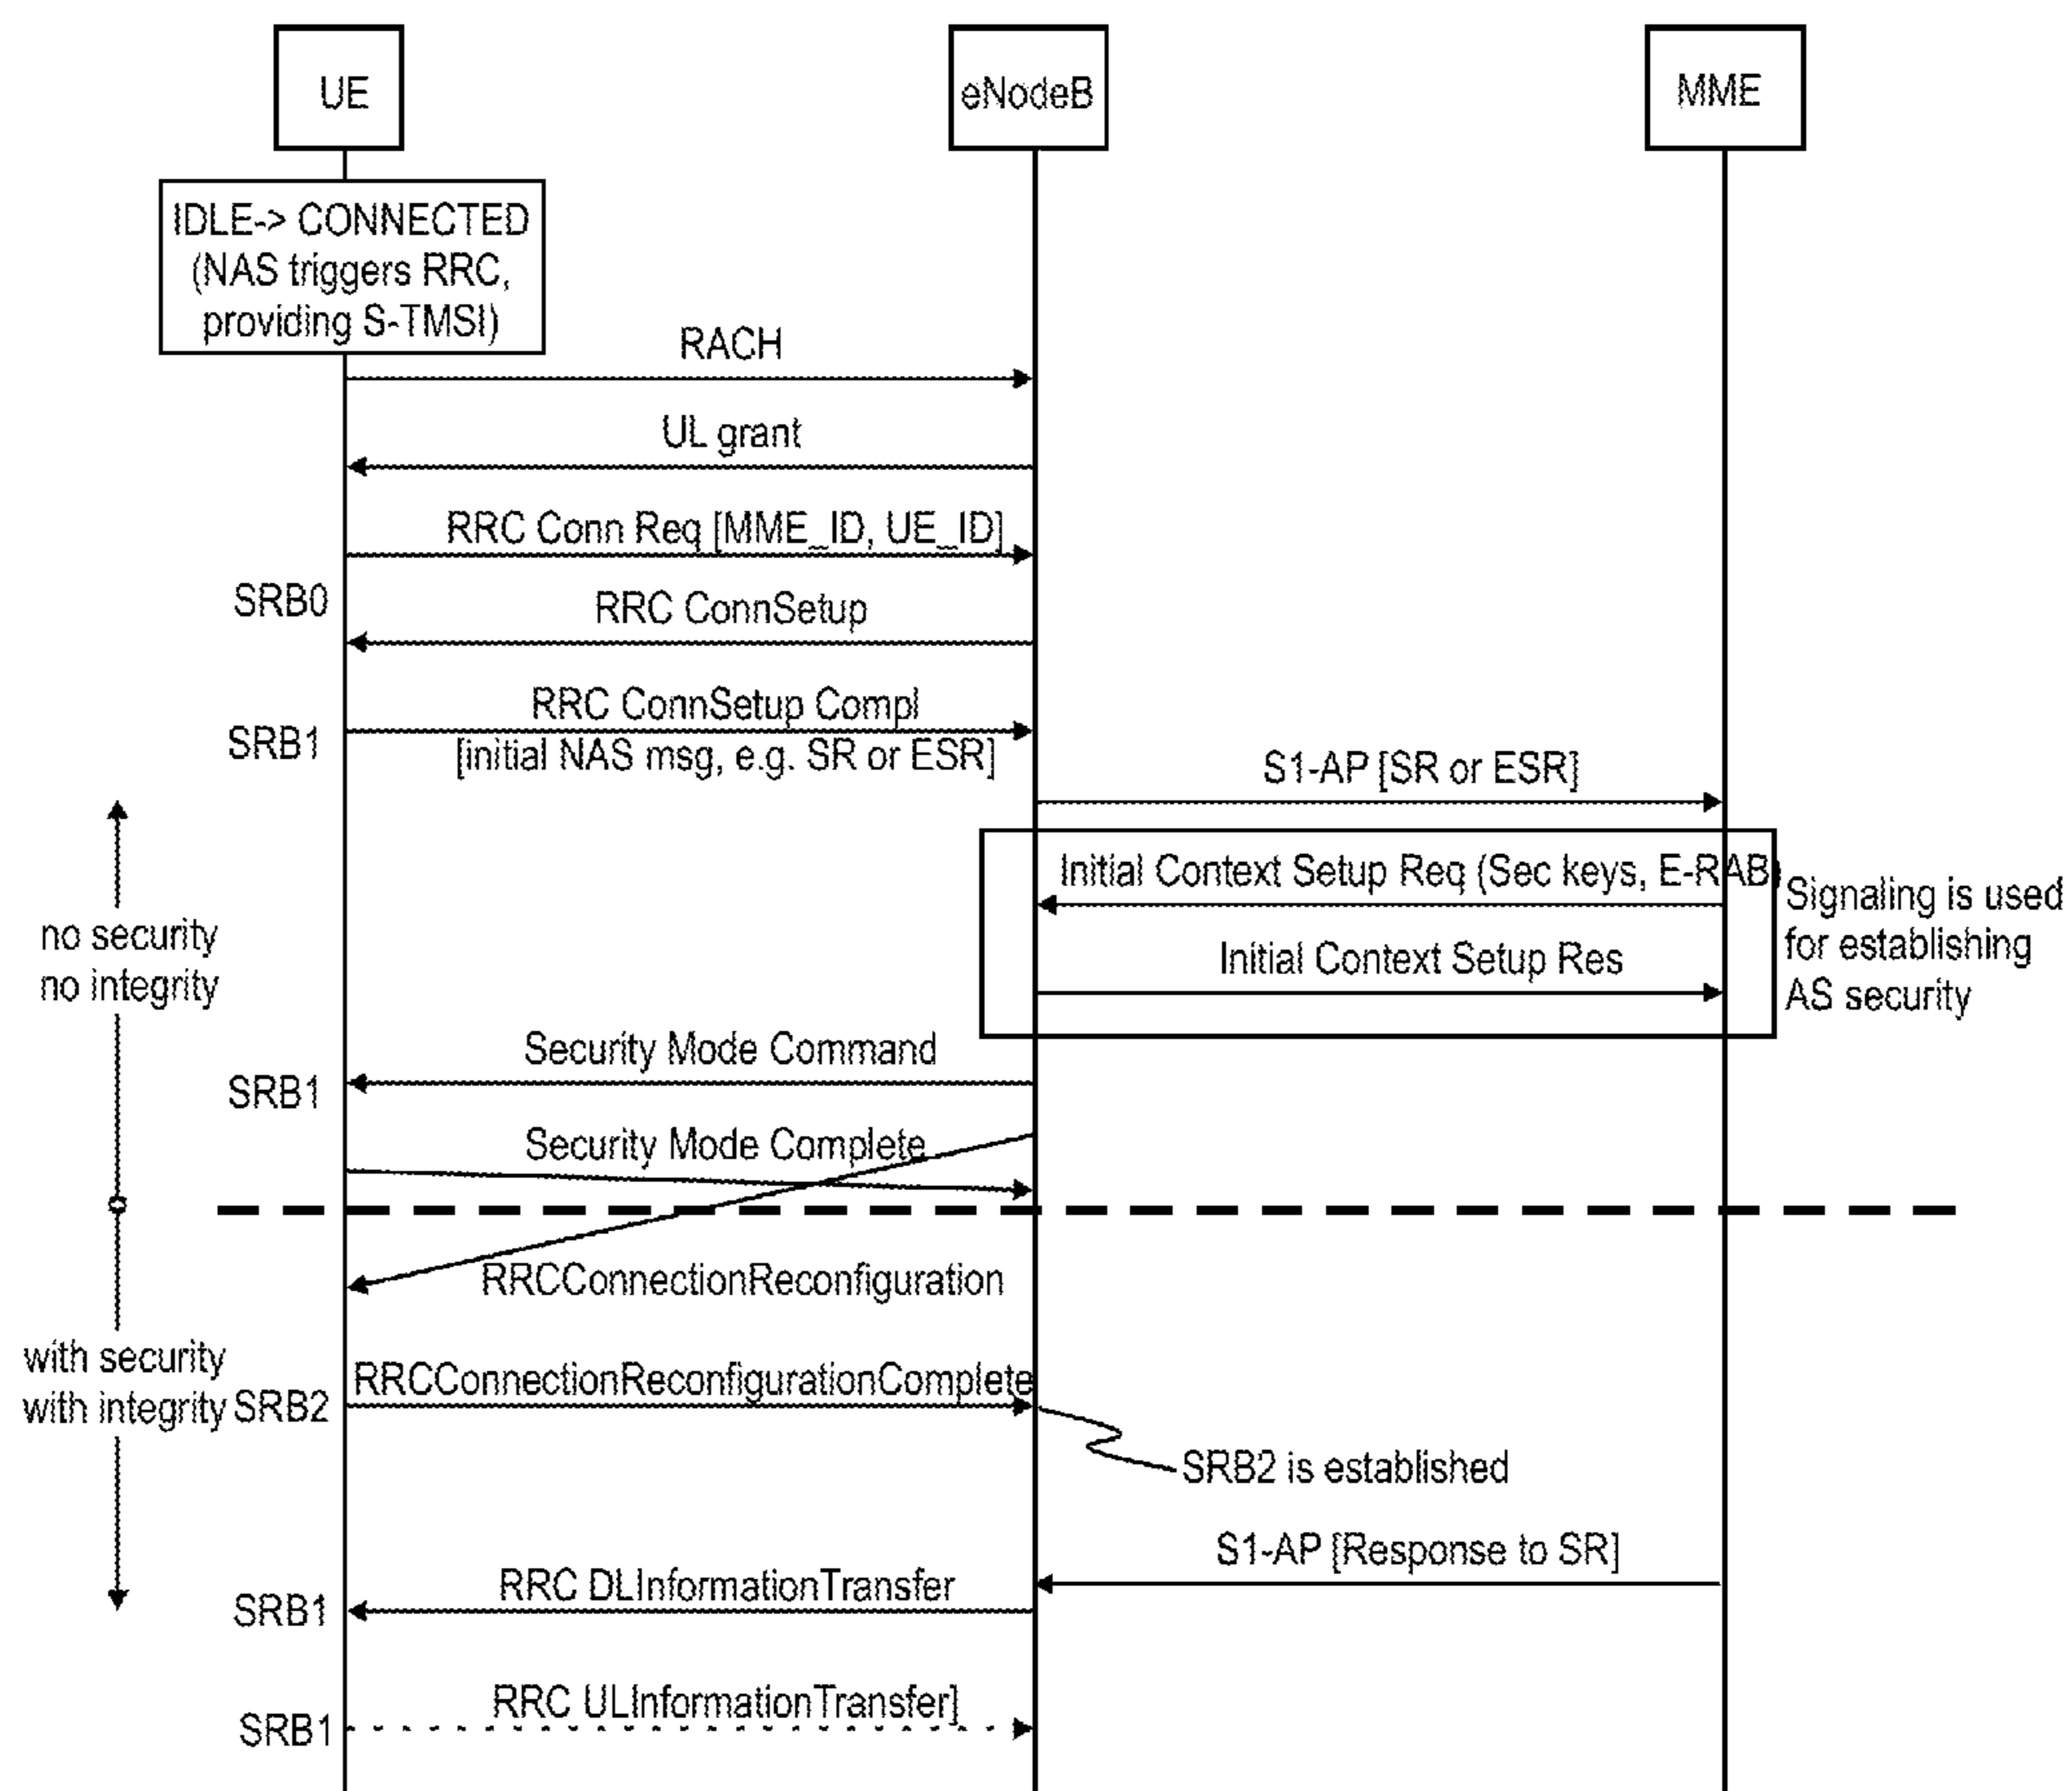 UE
eNodeB
MME
IDLE-> CONNECTED
(NAS triggers RRC,
providing S-TMSI)
RACH
UL grant
RRC Conn Req [MME_ID, UE_ID]
SRB0
RRC ConnSetup
RRC ConnSetup Compl
SRB1
[initial NAS msg, e.g. SR or ESR]
S1-AP [SR or ESR]
Initial Context Setup Req (Sec keys, E-RAB)
Signaling is used
for establishing
AS security
no security
no integrity
Initial Context Setup Res
Security Mode Command
SRB1
Security Mode Complete
RRCConnectionReconfiguration
with security
with integrity
RRCConnectionReconfigurationComplete
SRB2
SRB2 is established
S1-AP [Response to SR]
RRC DLInformationTransfer
SRB1
RRC ULInformationTransfer]
SRB1